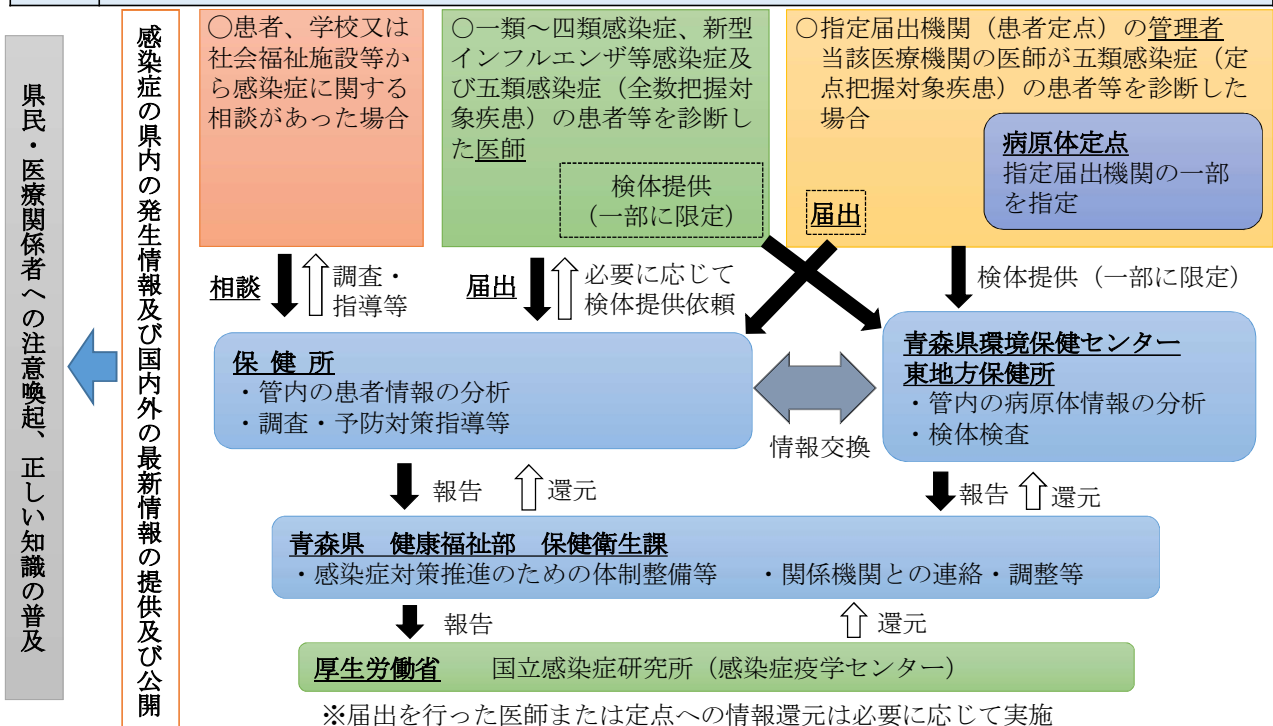 県民・医療関係者への注意喚起、正しい知識の普及
感染症の県内の発生情報及び国内外の最新情報の提供及び公開
○患者、学校又は
社会福祉施設等か
ら感染症に関する
相談があった場合
○一類～四類感染症、新型
インフルエンザ等感染症及
び五類感染症（全数把握対
象疾患）の患者等を診断し
た医師
検体提供
（一部に限定）
○指定届出機関（患者定点）の管理者
当該医療機関の医師が五類感染症（定
点把握対象疾患）の患者等を診断した
場合
病原体定点
指定届出機関の一部
を指定
届出
相談
調査・
指導等
届出
必要に応じて
検体提供依頼
検体提供（一部に限定）
保 健 所
・管内の患者情報の分析
・調査・予防対策指導等
情報交換
青森県環境保健センター
東地方保健所
・管内の病原体情報の分析
・検体検査
報告
還元
報告
還元
青森県　健康福祉部　保健衛生課
・感染症対策推進のための体制整備等　・関係機関との連絡・調整等
報告
還元
厚生労働省　国立感染症研究所（感染症疫学センター）
※届出を行った医師または定点への情報還元は必要に応じて実施